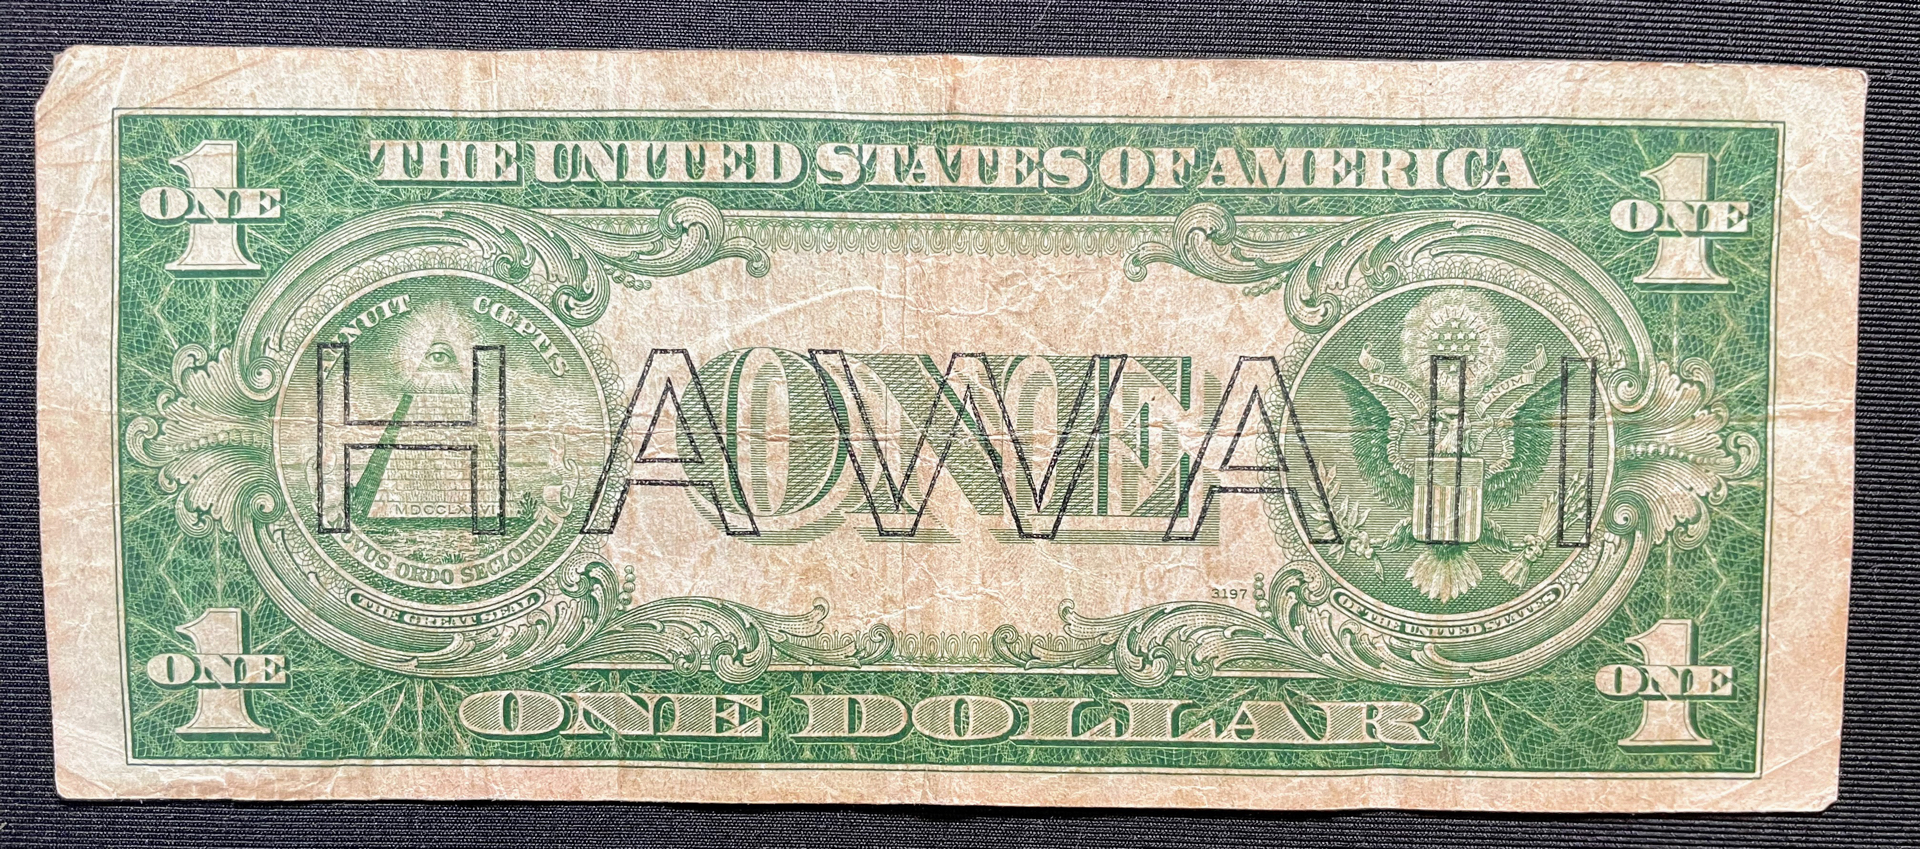 THE UNITED STATES OF AMERICA
1 ONE
1 ONE
ANNUIT CŒPTIS
E PLURIBUS UNUM
HAWAII
ONE
MDCCLXXVI
NOVUS ORDO SECLORUM
3197
THE GREAT SEAL
OF THE UNITED STATES
1 ONE
1 ONE
ONE DOLLAR